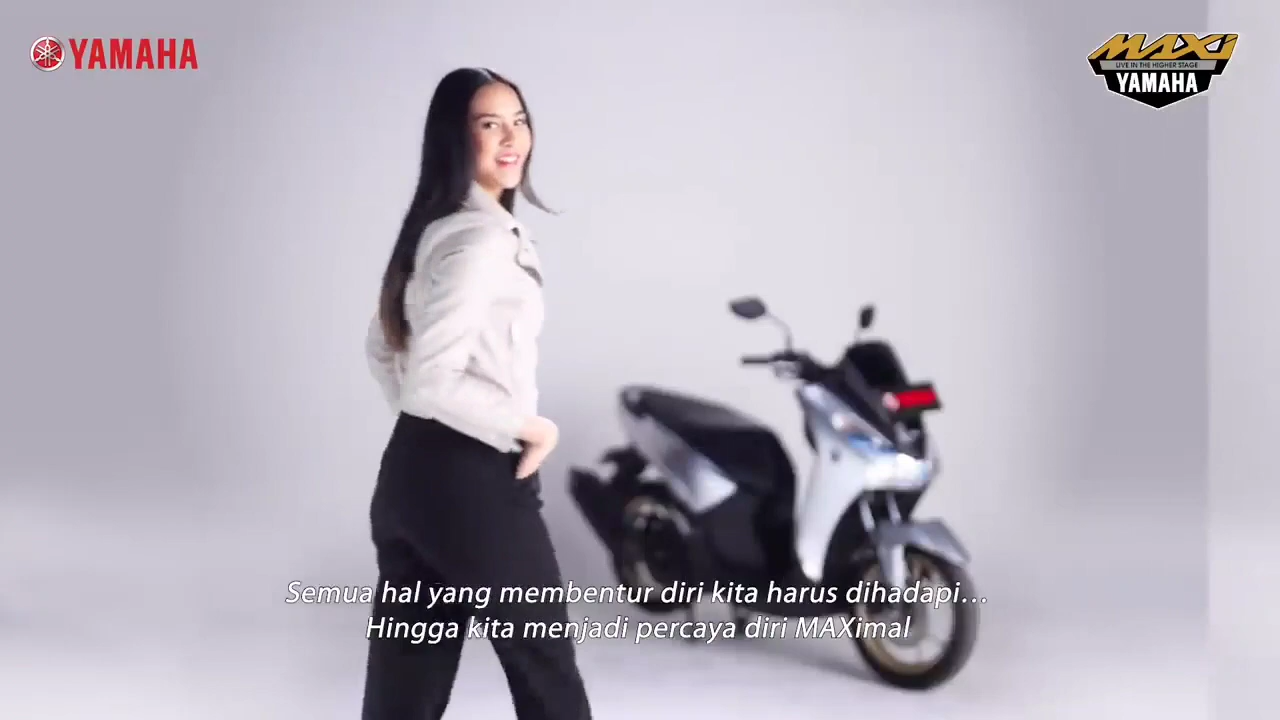 YAMAHA
MAXi
LIVE IN THE HIGHER STAGE
YAMAHA
Semua hal yang membentur diri kita harus dihadapi...
Hingga kita menjadi percaya diri MAXimal